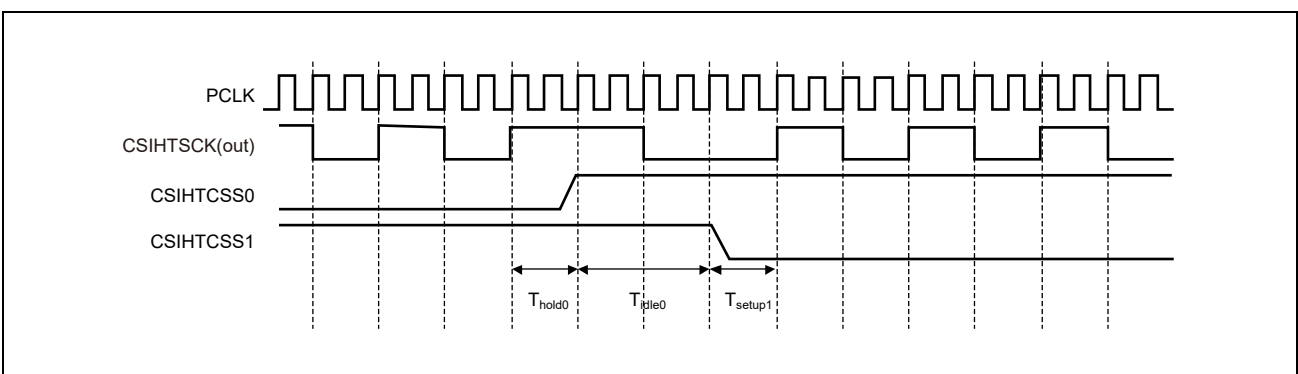 PCLK
CSIHTSCK(out)
CSIHTCSS0
CSIHTCSS1
Thold0 Tidle0 Tsetup1